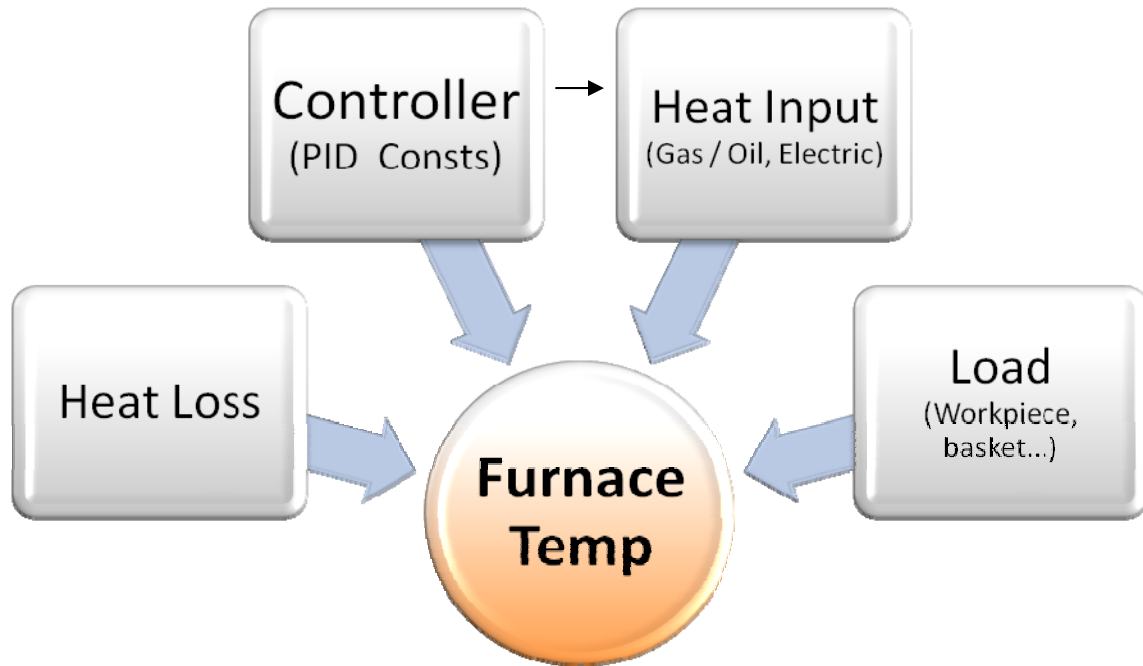 Controller
(PID Consts)
Heat Input
(Gas / Oil, Electric)
Heat Loss
Load
(Workpiece,
basket...)
Furnace
Temp